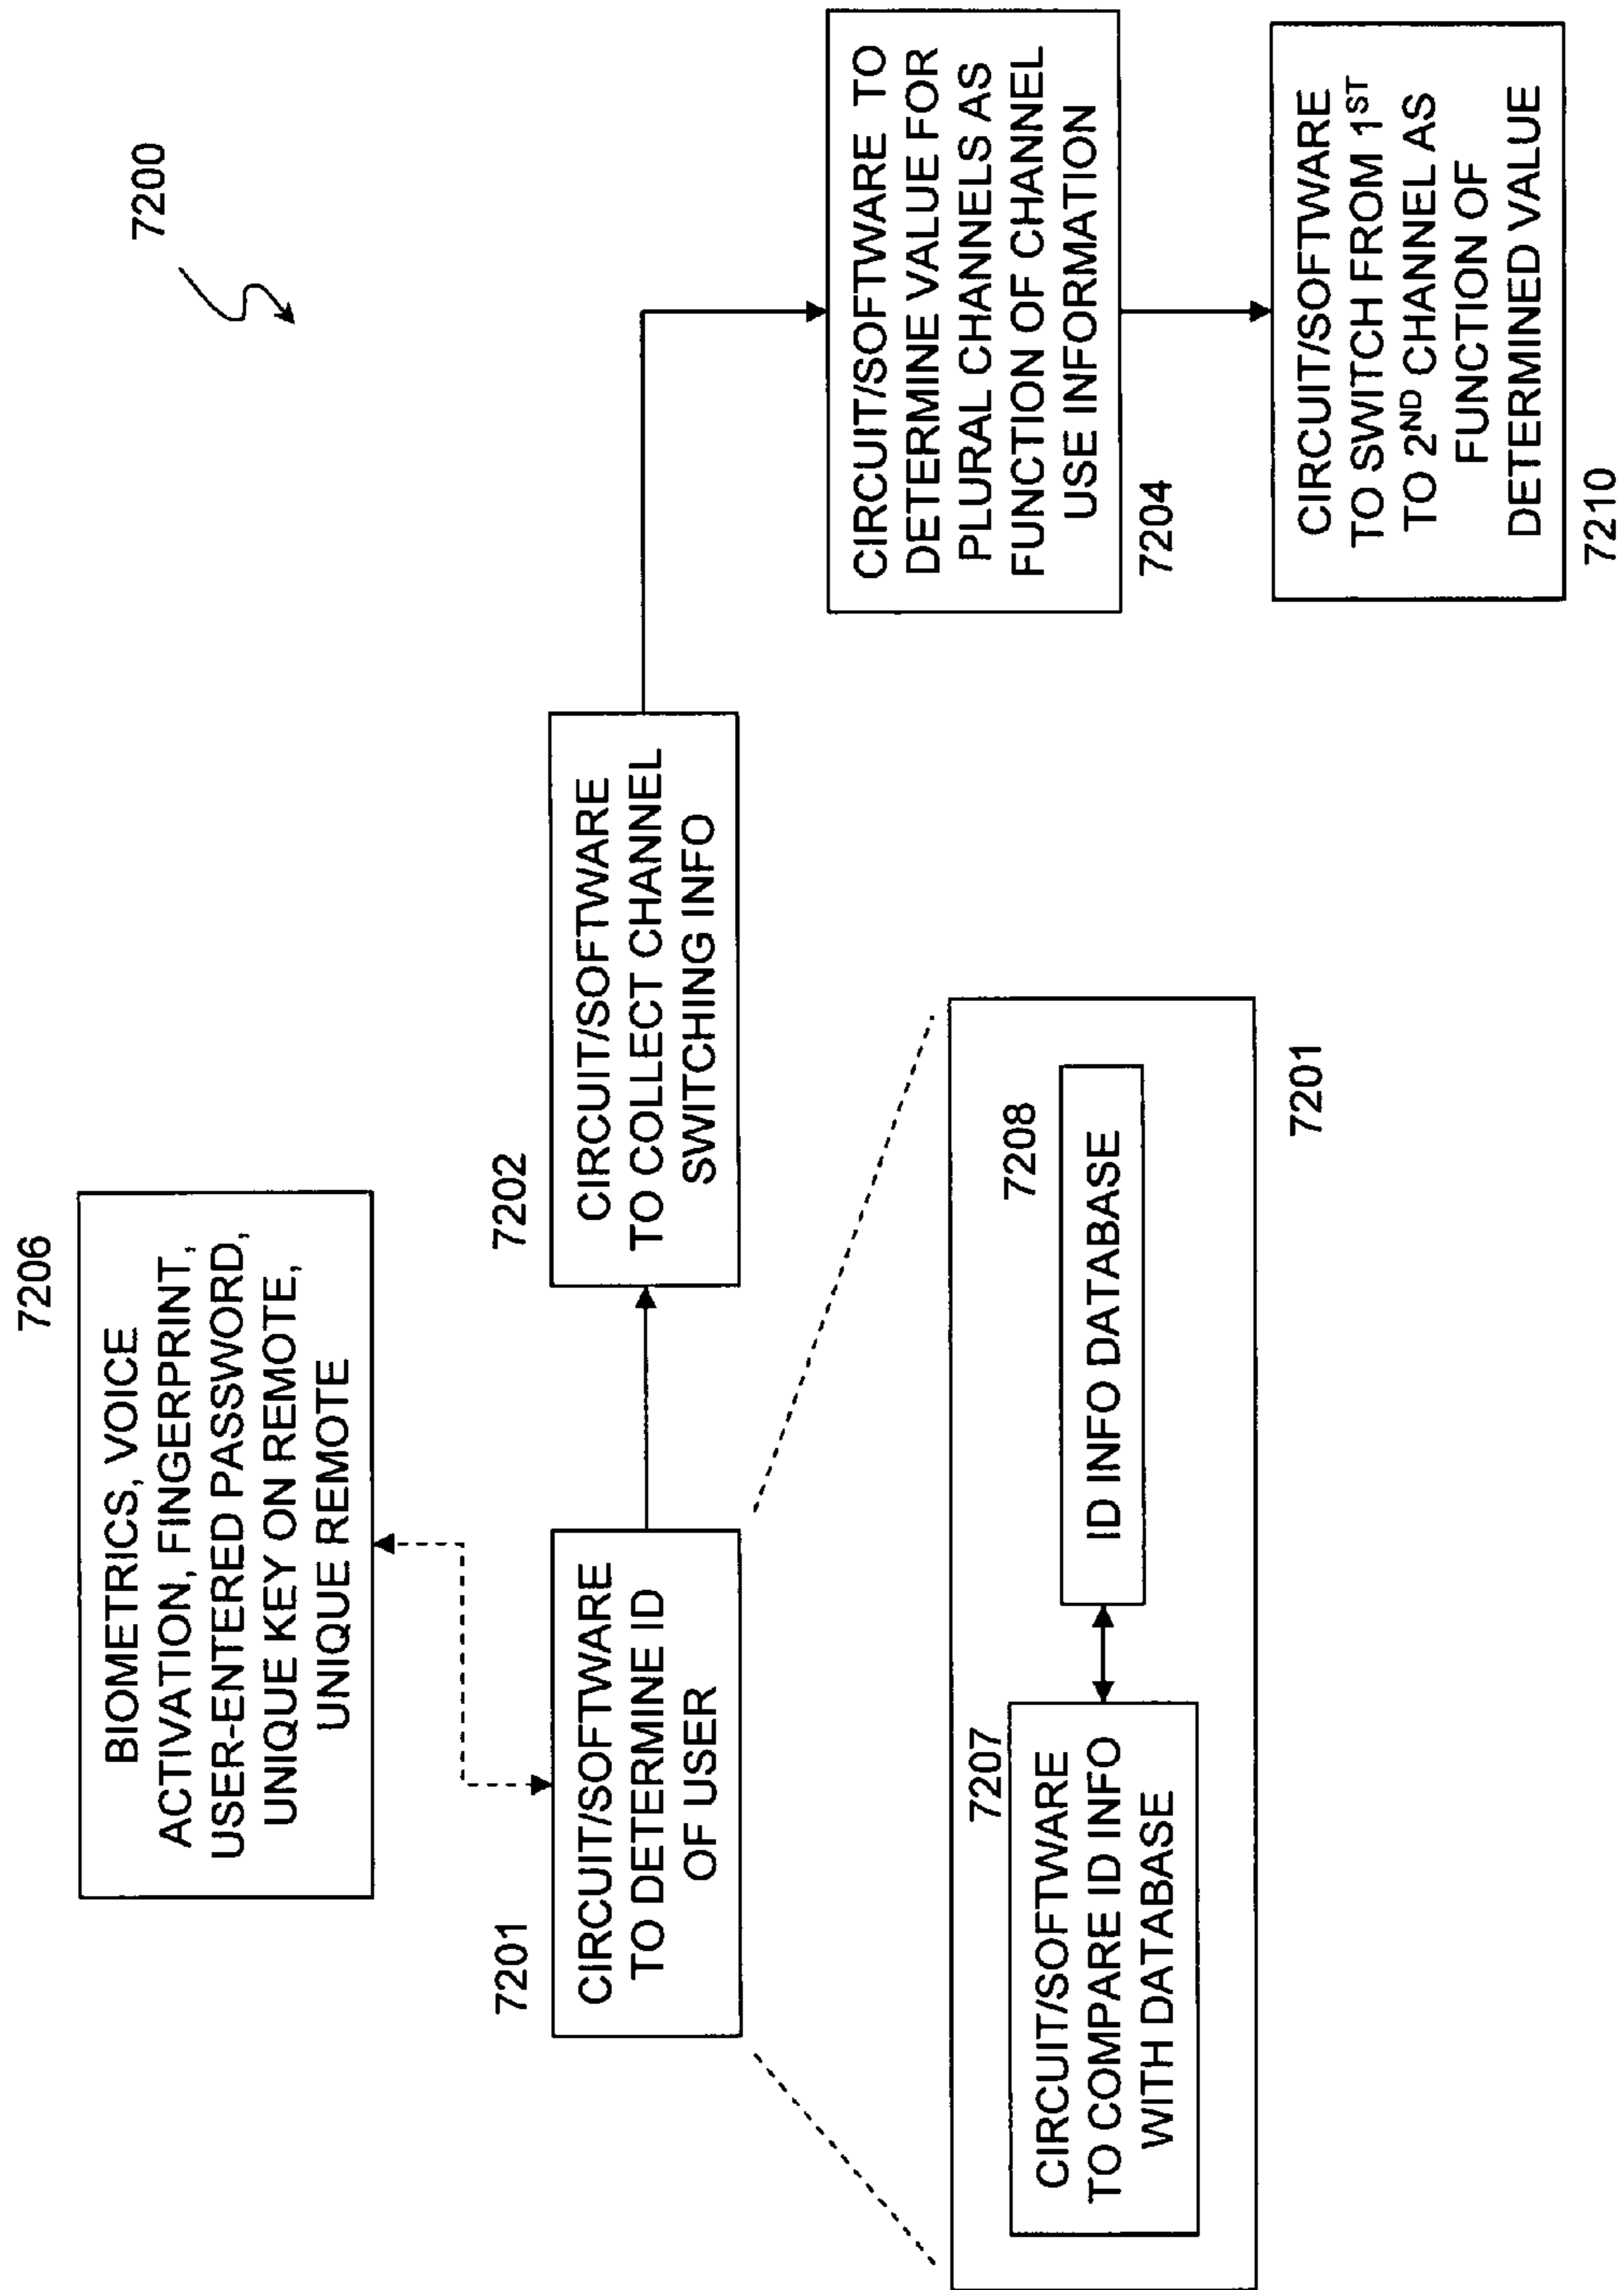 7200
7206
BIOMETRICS, VOICE
ACTIVATION, FINGERPRINT,
USER-ENTERED PASSWORD,
UNIQUE KEY ON REMOTE,
UNIQUE REMOTE
7201
CIRCUIT/SOFTWARE
TO DETERMINE ID
OF USER
7202
CIRCUIT/SOFTWARE
TO COLLECT CHANNEL
SWITCHING INFO
CIRCUIT/SOFTWARE TO
DETERMINE VALUE FOR
PLURAL CHANNELS AS
FUNCTION OF CHANNEL
USE INFORMATION
7204
CIRCUIT/SOFTWARE
TO SWITCH FROM 1ST
TO 2ND CHANNEL AS
FUNCTION OF
DETERMINED VALUE
7210
7207
CIRCUIT/SOFTWARE
TO COMPARE ID INFO
WITH DATABASE
7208
ID INFO DATABASE
7201